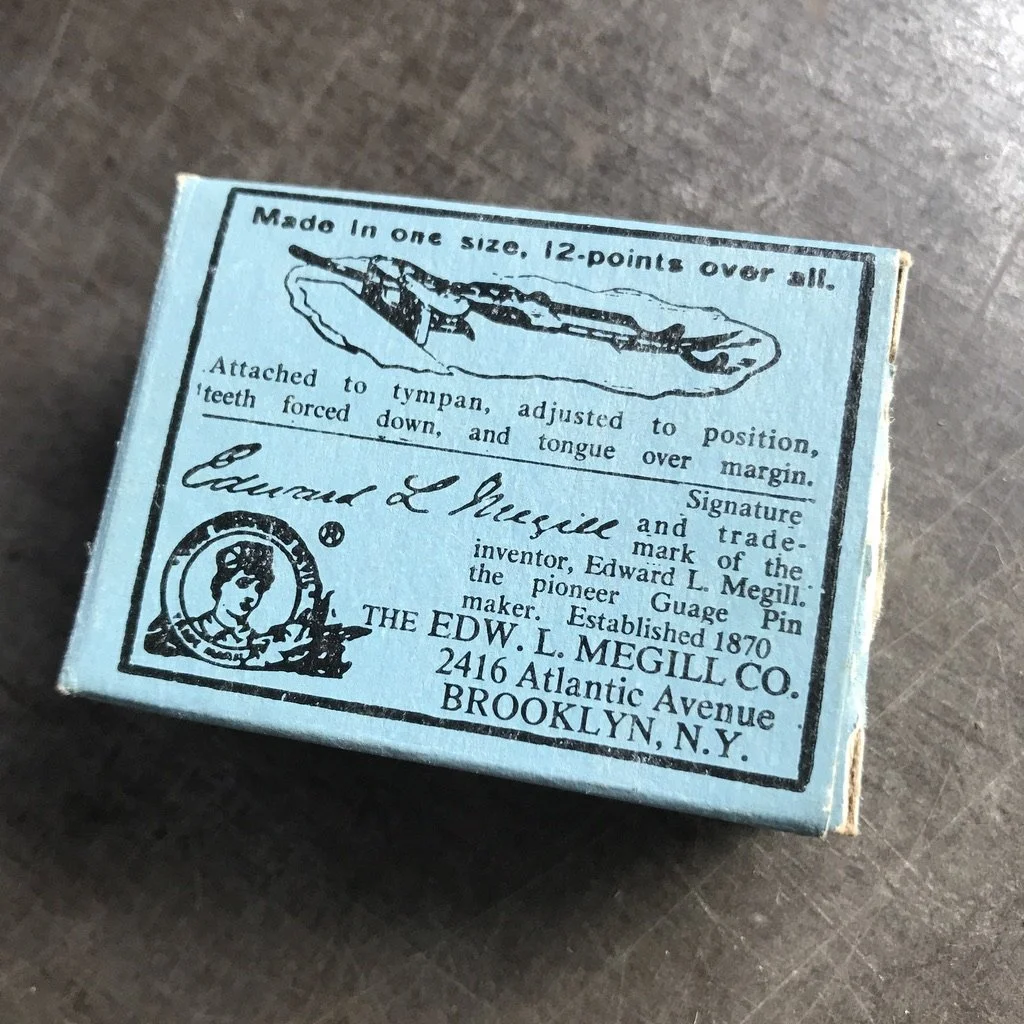 Made in one size, 12-points over all.
Attached to tympan, adjusted to position,
teeth forced down, and tongue over margin.
Edward L Megill
®
Signature
and trade-
mark of the
inventor, Edward L. Megill.
the pioneer Guage Pin
maker. Established 1870
THE EDW. L. MEGILL CO.
2416 Atlantic Avenue
BROOKLYN, N.Y.